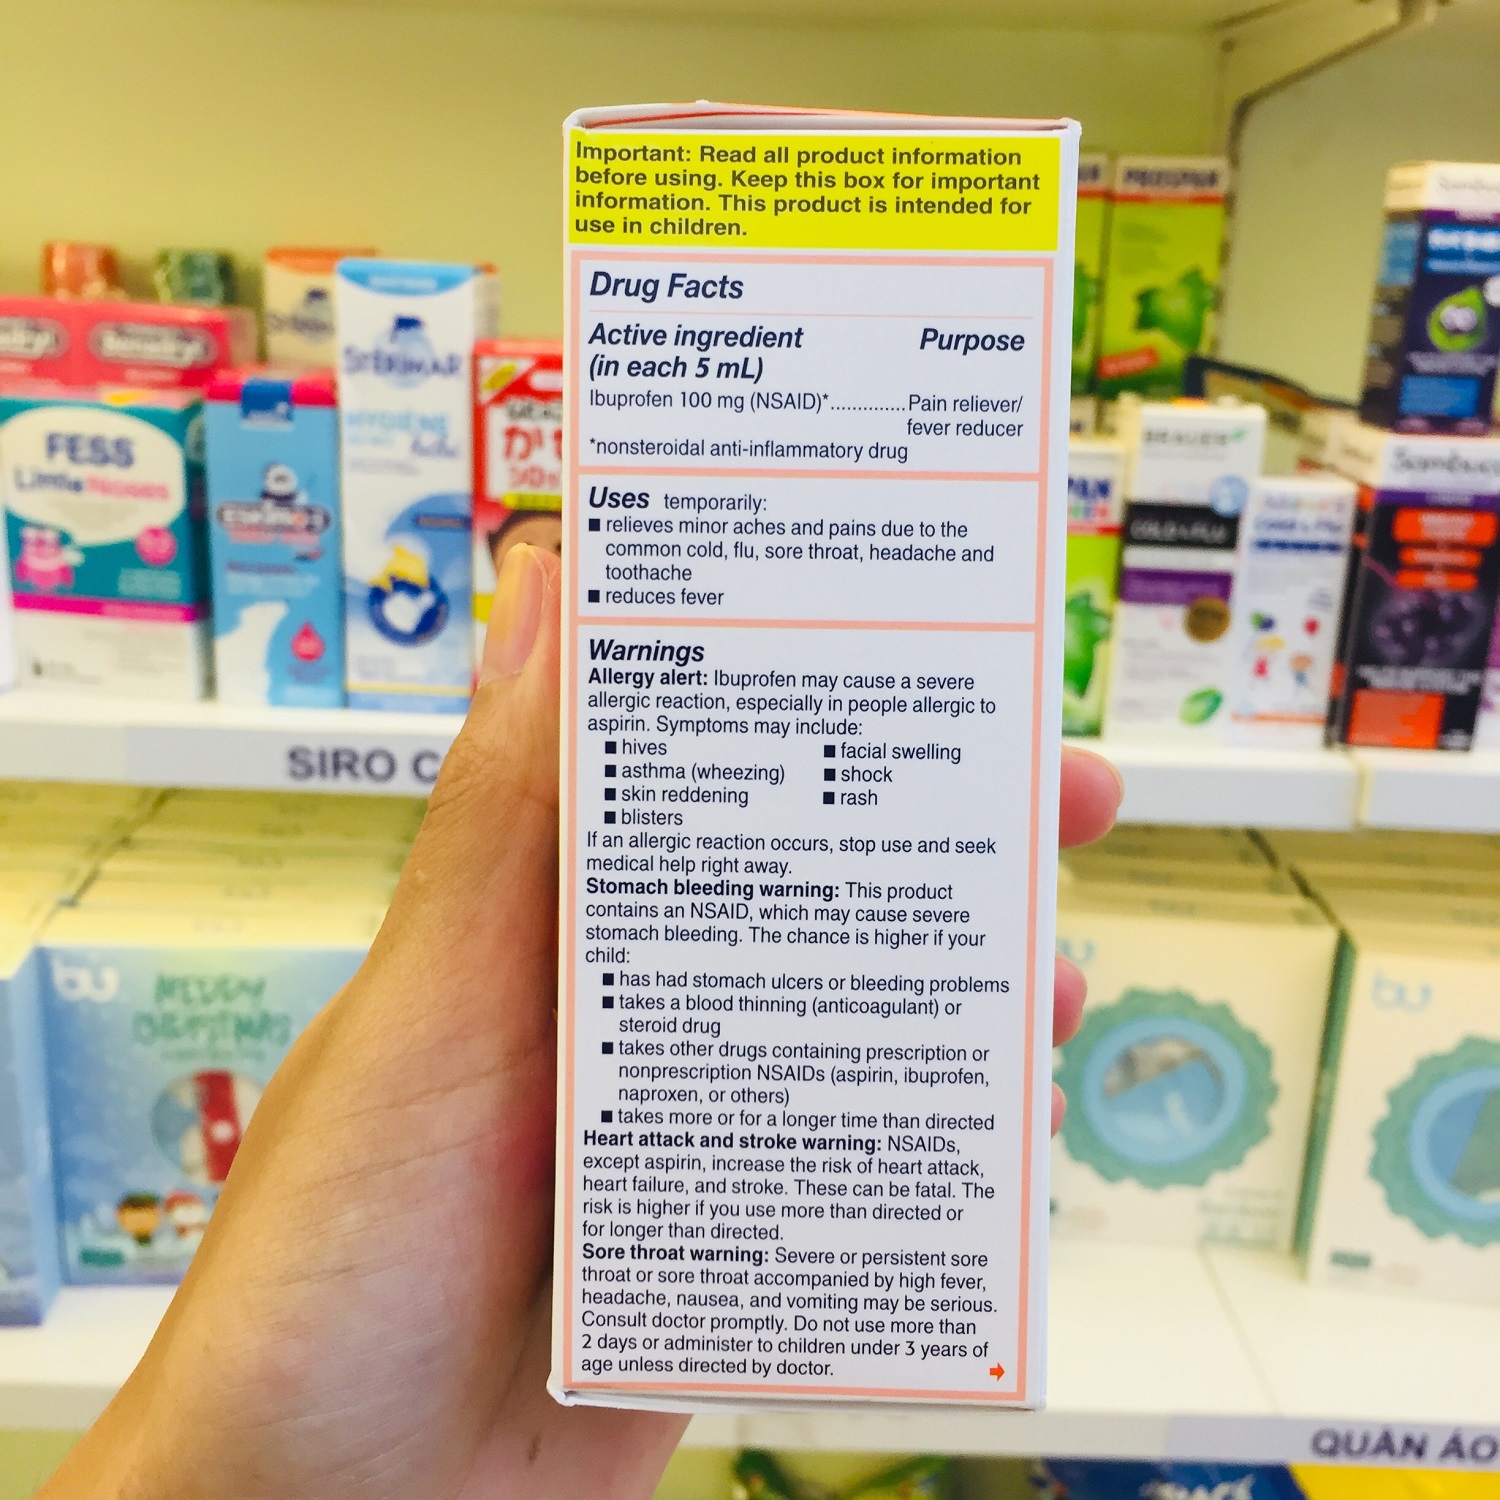 Important: Read all product information
before using. Keep this box for important
information. This product is intended for
use in children.
Drug Facts
Active ingredient Purpose
(in each 5 mL)
Ibuprofen 100 mg (NSAID)*..............Pain reliever/
fever reducer
*nonsteroidal anti-inflammatory drug
Uses temporarily:
■ relieves minor aches and pains due to the
common cold, flu, sore throat, headache and
toothache
■ reduces fever
Warnings
Allergy alert: Ibuprofen may cause a severe
allergic reaction, especially in people allergic to
aspirin. Symptoms may include:
■ hives ■ facial swelling
■ asthma (wheezing) ■ shock
■ skin reddening ■ rash
■ blisters
If an allergic reaction occurs, stop use and seek
medical help right away.
Stomach bleeding warning: This product
contains an NSAID, which may cause severe
stomach bleeding. The chance is higher if your
child:
■ has had stomach ulcers or bleeding problems
■ takes a blood thinning (anticoagulant) or
steroid drug
■ takes other drugs containing prescription or
nonprescription NSAIDs (aspirin, ibuprofen,
naproxen, or others)
■ takes more or for a longer time than directed
Heart attack and stroke warning: NSAIDs,
except aspirin, increase the risk of heart attack,
heart failure, and stroke. These can be fatal. The
risk is higher if you use more than directed or
for longer than directed.
Sore throat warning: Severe or persistent sore
throat or sore throat accompanied by high fever,
headache, nausea, and vomiting may be serious.
Consult doctor promptly. Do not use more than
2 days or administer to children under 3 years of
age unless directed by doctor.
FESS
Little Noses
STÉRIMAR
HYGIÈNE
bébé
PROSPAN
BRAUER
COLD & FLU
Sambucol
SIRO C
bù
QUẦN ÁO